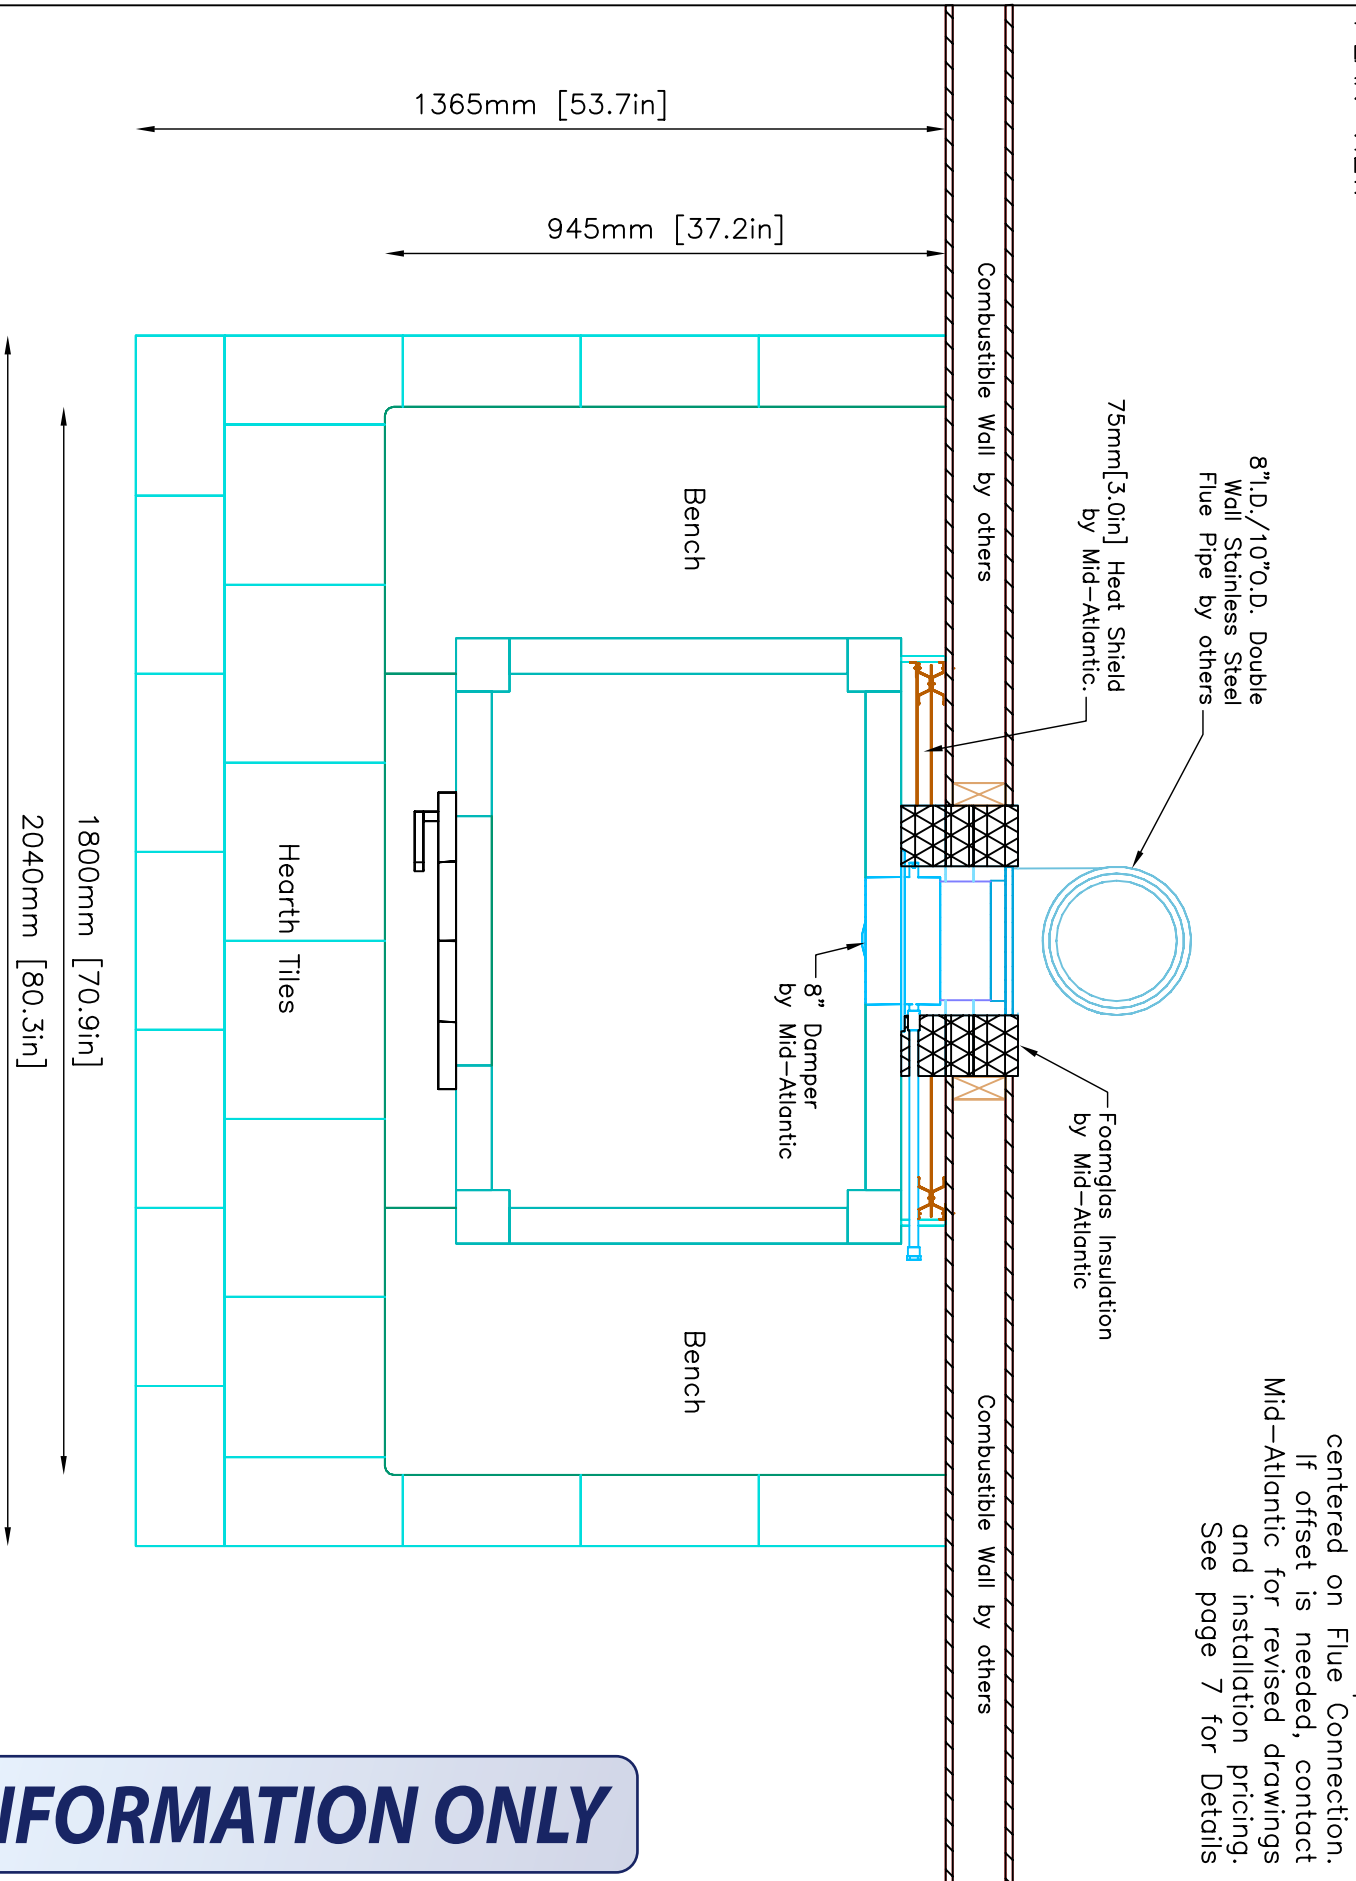 centered on Flue Connection.
If offset is needed, contact
Mid-Atlantic for revised drawings
and installation pricing.
See page 7 for Details
8"I.D./10"O.D. Double
Wall Stainless Steel
Flue Pipe by others
75mm[3.0in] Heat Shield
by Mid-Atlantic.
Foamglas Insulation
by Mid-Atlantic
Combustible Wall by others
Combustible Wall by others
8" Damper
by Mid-Atlantic
Bench
Bench
Hearth Tiles
1365mm [53.7in]
945mm [37.2in]
1800mm [70.9in]
2040mm [80.3in]
NFORMATION ONLY